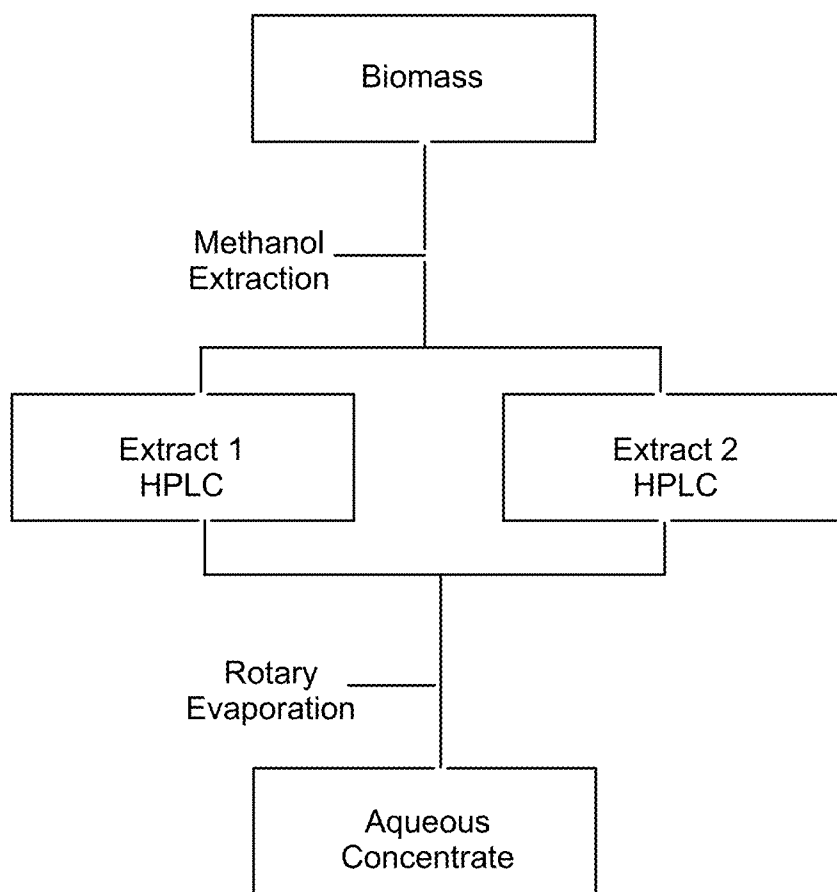 Biomass
Methanol
Extraction
Extract 1
HPLC
Extract 2
HPLC
Rotary
Evaporation
Aqueous
Concentrate